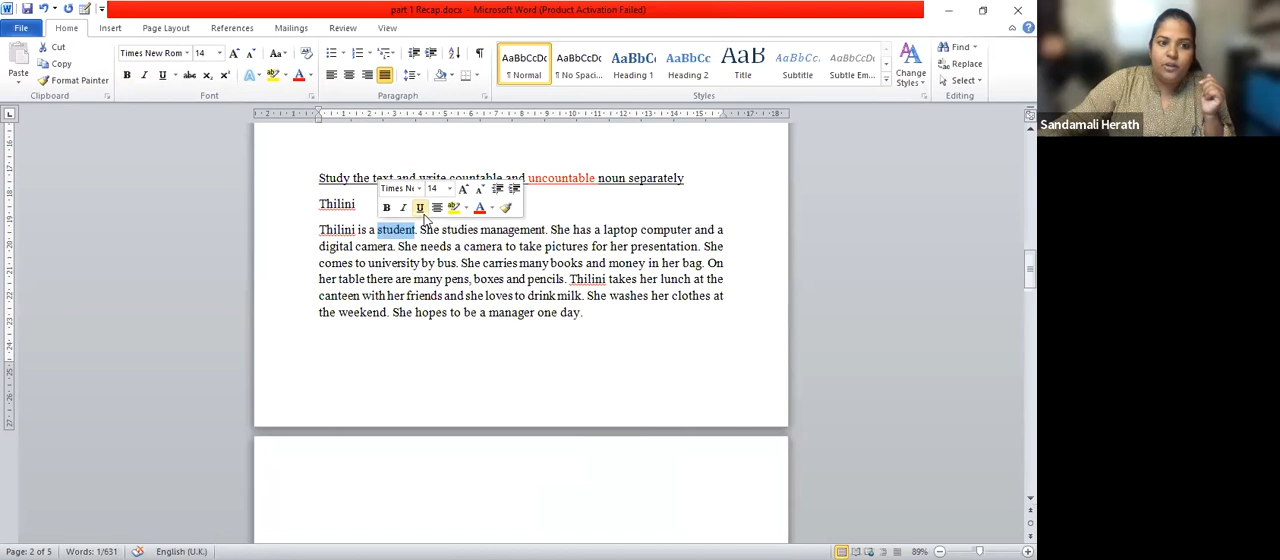 part 1 Recap.docx - Microsoft Word (Product Activation Failed)
File Home Insert Page Layout References Mailings Review View
Cut
Copy
Format Painter
Paste
Times New Rom 14
B I U abc
AaBbCcDc AaBbCcDc AaBbCc AaBbCc AaB AaBbCc. AaBbCcDc
¶ Normal ¶ No Spaci... Heading 1 Heading 2 Title Subtitle Subtle Em...
Change Styles
Find
Replace
Select
Clipboard Font Paragraph Styles Editing
Sandamali Herath
Study the text and write countable and uncountable noun separately
Times Ne 14
B I U
Thilini
Thilini is a student. She studies management. She has a laptop computer and a
digital camera. She needs a camera to take pictures for her presentation. She
comes to university by bus. She carries many books and money in her bag. On
her table there are many pens, boxes and pencils. Thilini takes her lunch at the
canteen with her friends and she loves to drink milk. She washes her clothes at
the weekend. She hopes to be a manager one day.
Page: 2 of 5 Words: 1/631 English (U.K.) 89%